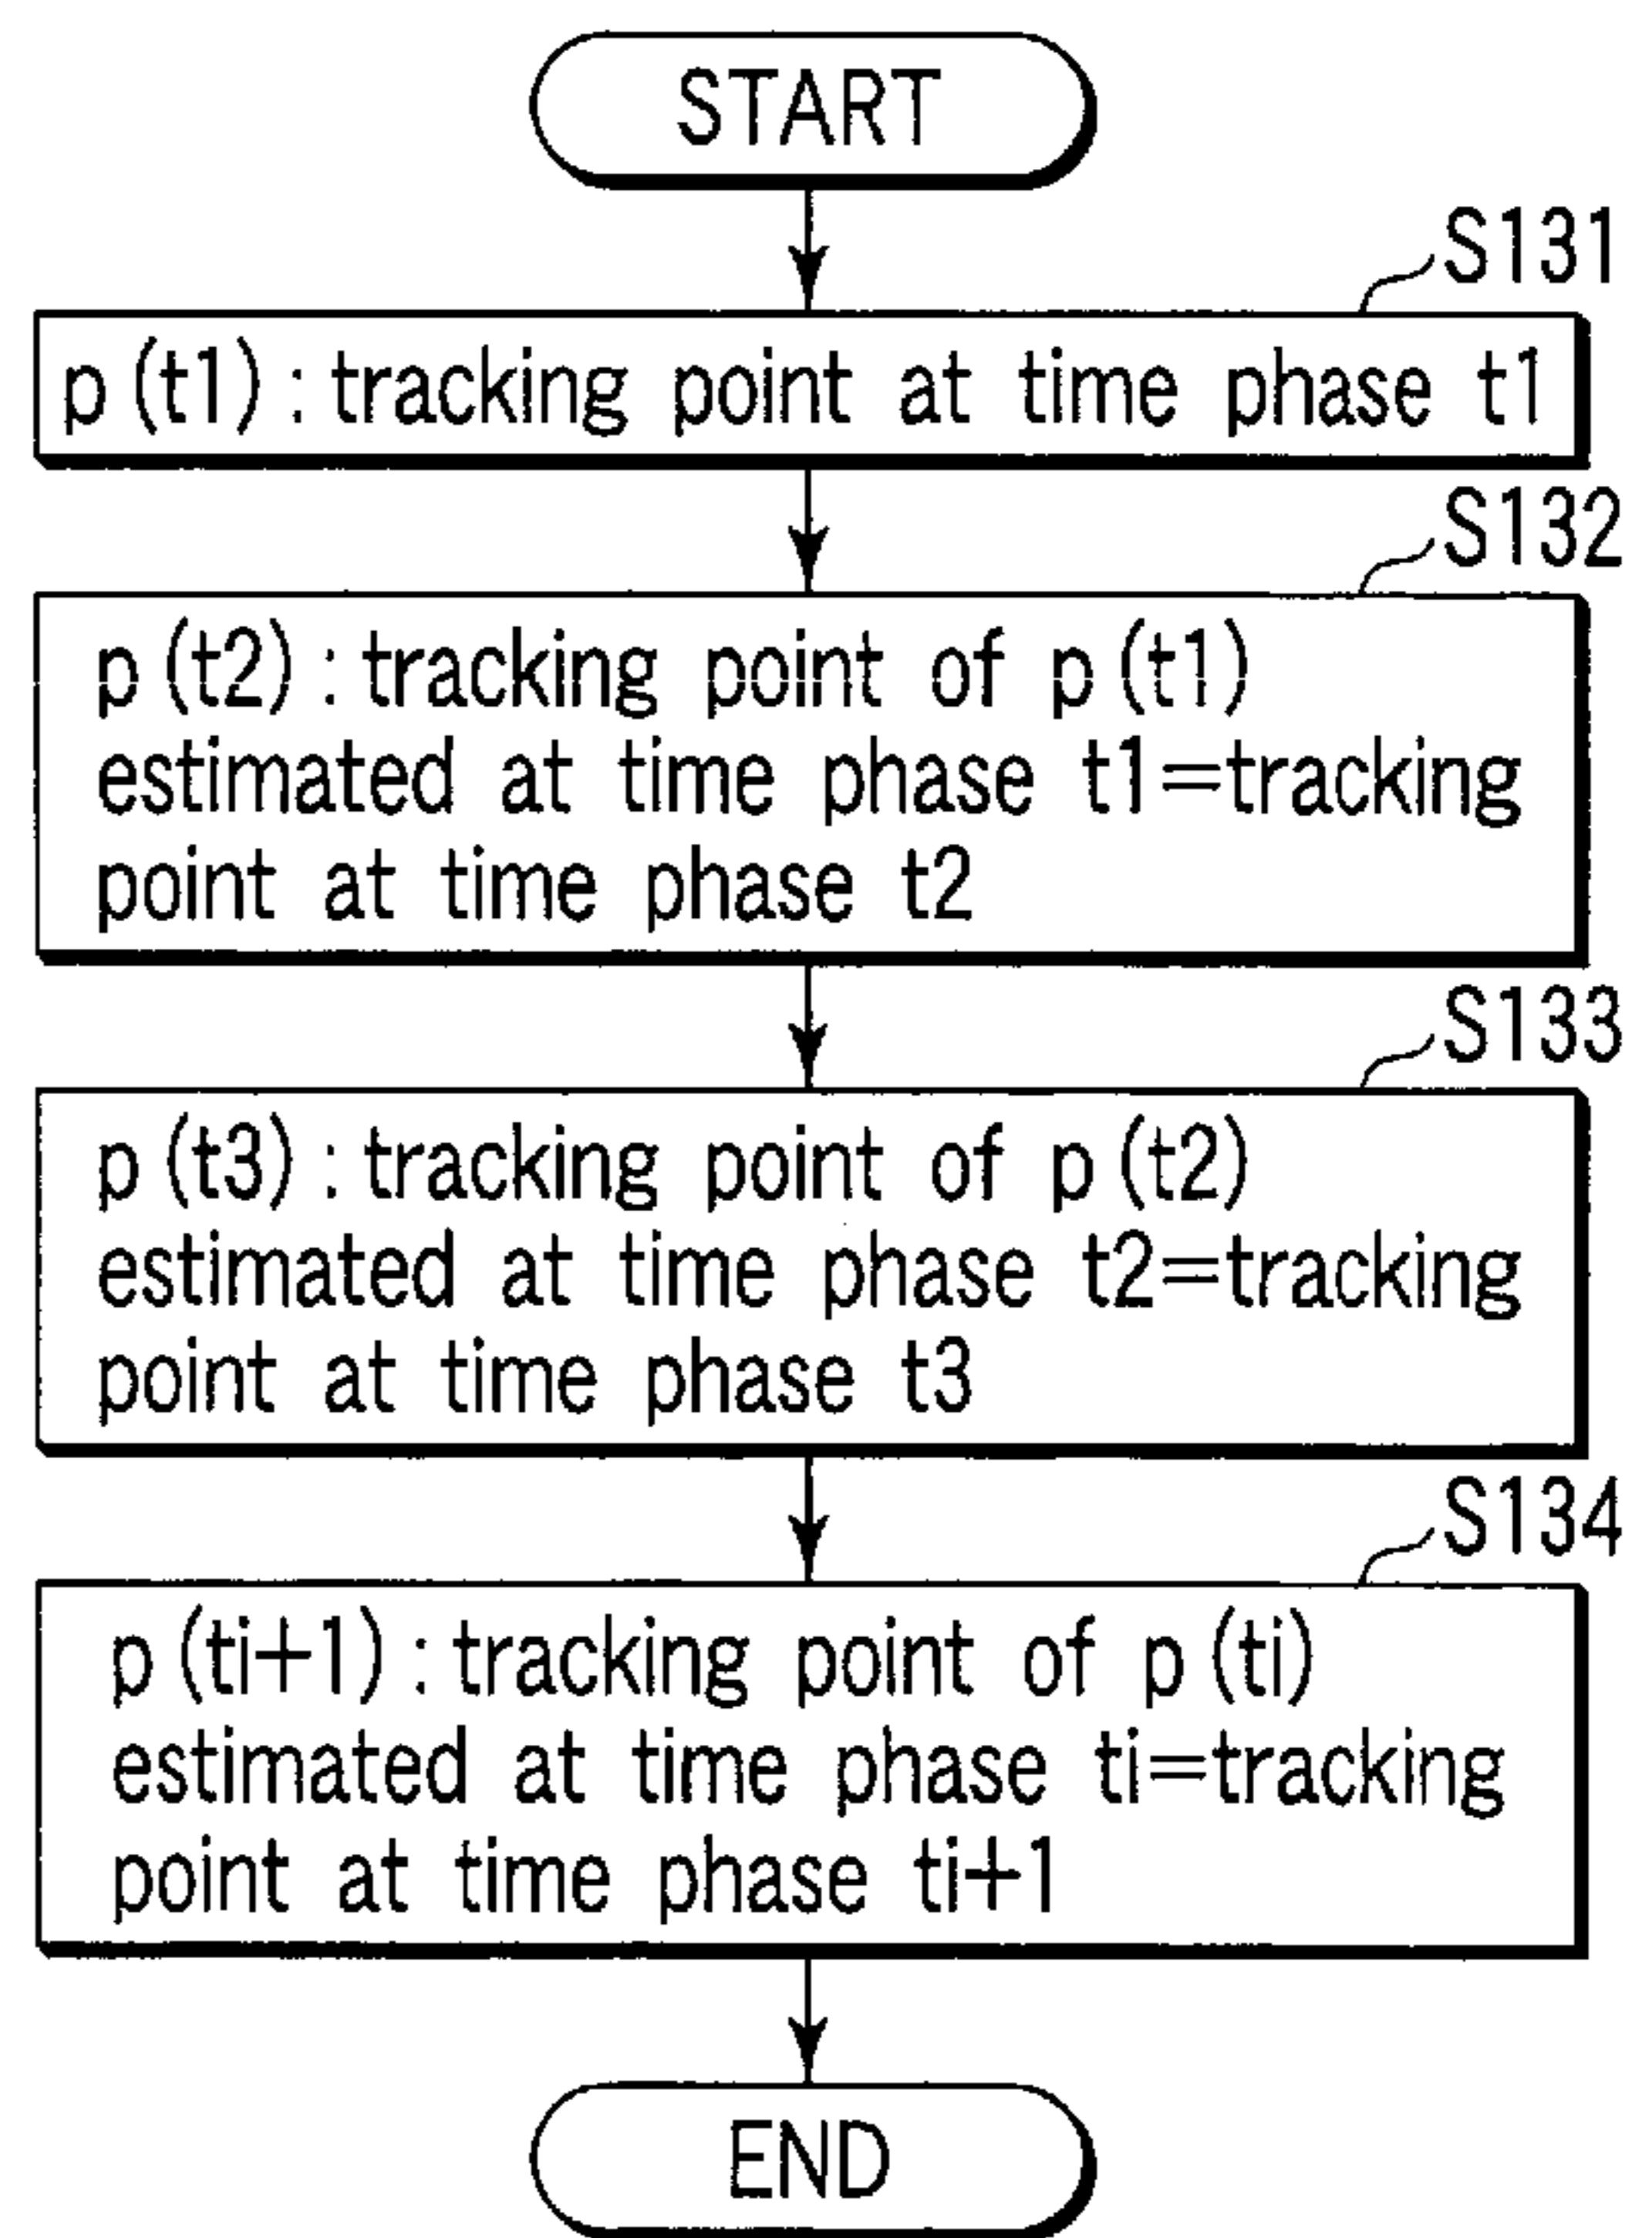 START
S131
p(t1):tracking point at time phase t1
S132
p(t2):tracking point of p(t1)
estimated at time phase t1=tracking
point at time phase t2
S133
p(t3):tracking point of p(t2)
estimated at time phase t2=tracking
point at time phase t3
S134
p(ti+1):tracking point of p(ti)
estimated at time phase ti=tracking
point at time phase ti+1
END